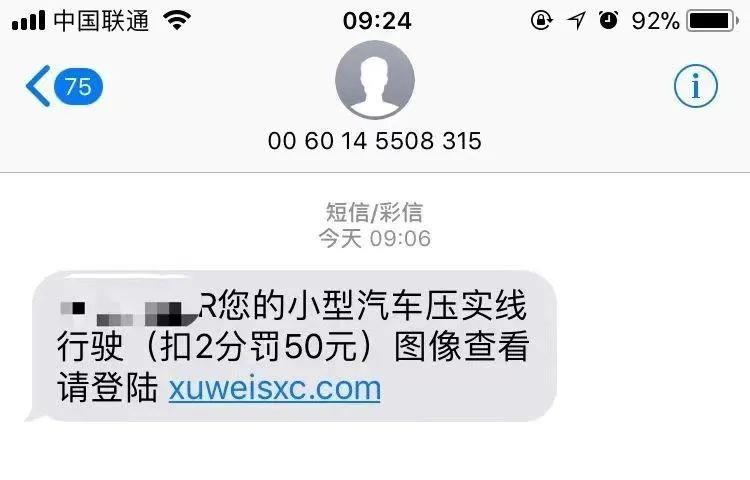 中国联通
09:24
92%
75
00 60 14 5508 315
短信/彩信
今天 09:06
R您的小型汽车压实线
行驶（扣2分罚50元）图像查看
请登陆 xuweisxc.com